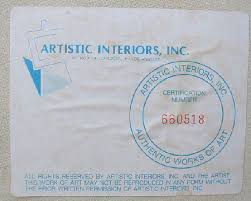 ARTISTIC INTERIORS, INC.
ARTISTIC INTERIORS, INC.
CERTIFICATION
NUMBER
660518
AUTHENTIC WORKS OF ART
ALL RIGHTS RESERVED BY ARTISTIC INTERIORS, INC. AND THE ARTIST
THIS WORK OF ART MAY NOT BE REPRODUCED IN ANY FORM WITHOUT
THE PRIOR WRITTEN PERMISSION OF ARTISTIC INTERIORS, INC.